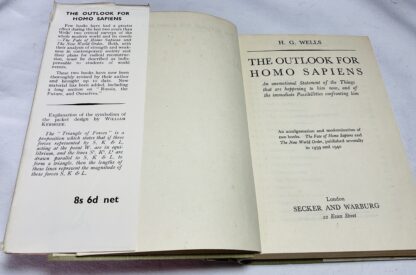 THE OUTLOOK FOR
HOMO SAPIENS
Few books have had a greater
effect during the last two years than
Wells' two critical surveys of the
whole modern world and its needs
—The Fate of Homo Sapiens and
The New World Order. Both, with
their analysis of strength and weakness
in contemporary society and
their plans for radical reconstruction,
must be described as indispensable
to students of world
events.
These two books have now been
thoroughly revised by their author
and brought up to date. New
material has been added, including
a long section on "Russia, the
Future, and Ourselves."
Explanation of the symbolism of
the jacket design by WILLIAM
KERMODE.
The "Triangle of Forces" is a
proposition which states that if three
forces represented by S, K & L,
acting at the point W, are in equilibrium,
and the lines S¹, K¹, L¹ are
drawn parallel to S, K & L, to
form a triangle, then the lengths of
these lines represent the magnitude of
these forces S, K & L.
8s 6d net
H. G. WELLS
THE OUTLOOK FOR
HOMO SAPIENS
An unemotional Statement of the Things
that are happening to him now, and of
the immediate Possibilities confronting him
An amalgamation and modernization of
two books. The Fate of Homo Sapiens and
The New World Order, published severally
in 1939 and 1940
London
SECKER AND WARBURG
22 Essex Street